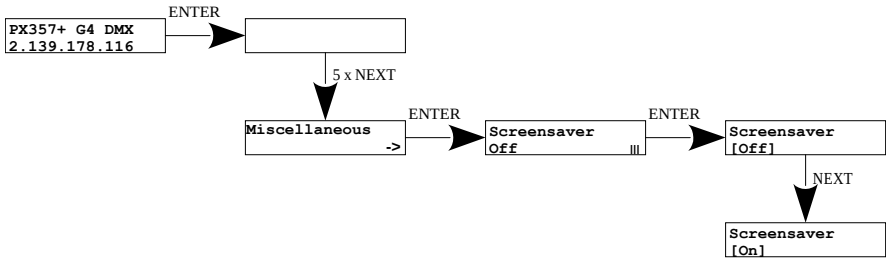 ENTER
PX357+ G4 DMX
2.139.178.116
5 x NEXT
Miscellaneous
->
ENTER
Screensaver
Off
ENTER
Screensaver
[Off]
NEXT
Screensaver
[On]